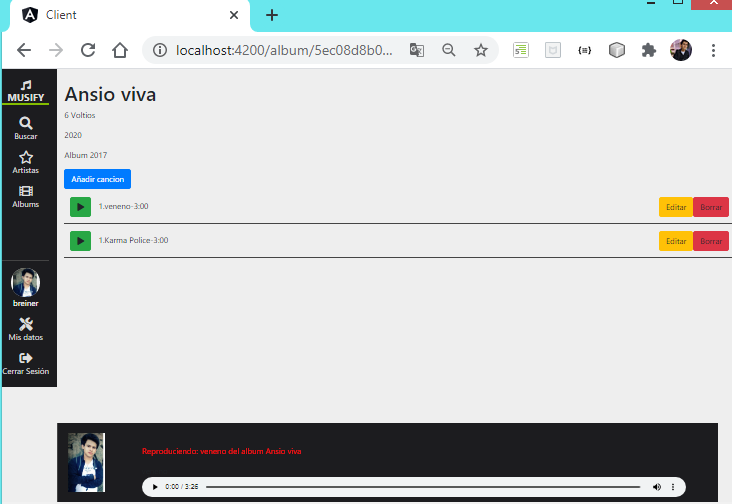 Client
localhost:4200/album/5ec08d8b0...
MUSIFY
Buscar
Artistas
Albums
breiner
Mis datos
Cerrar Sesión
Ansio viva
6 Voltios
2020
Album 2017
Añadir cancion
1.veneno-3:00
Editar Borrar
1.Karma Police-3:00
Editar Borrar
Reproduciendo: veneno del album Ansio viva
0:00 / 3:26